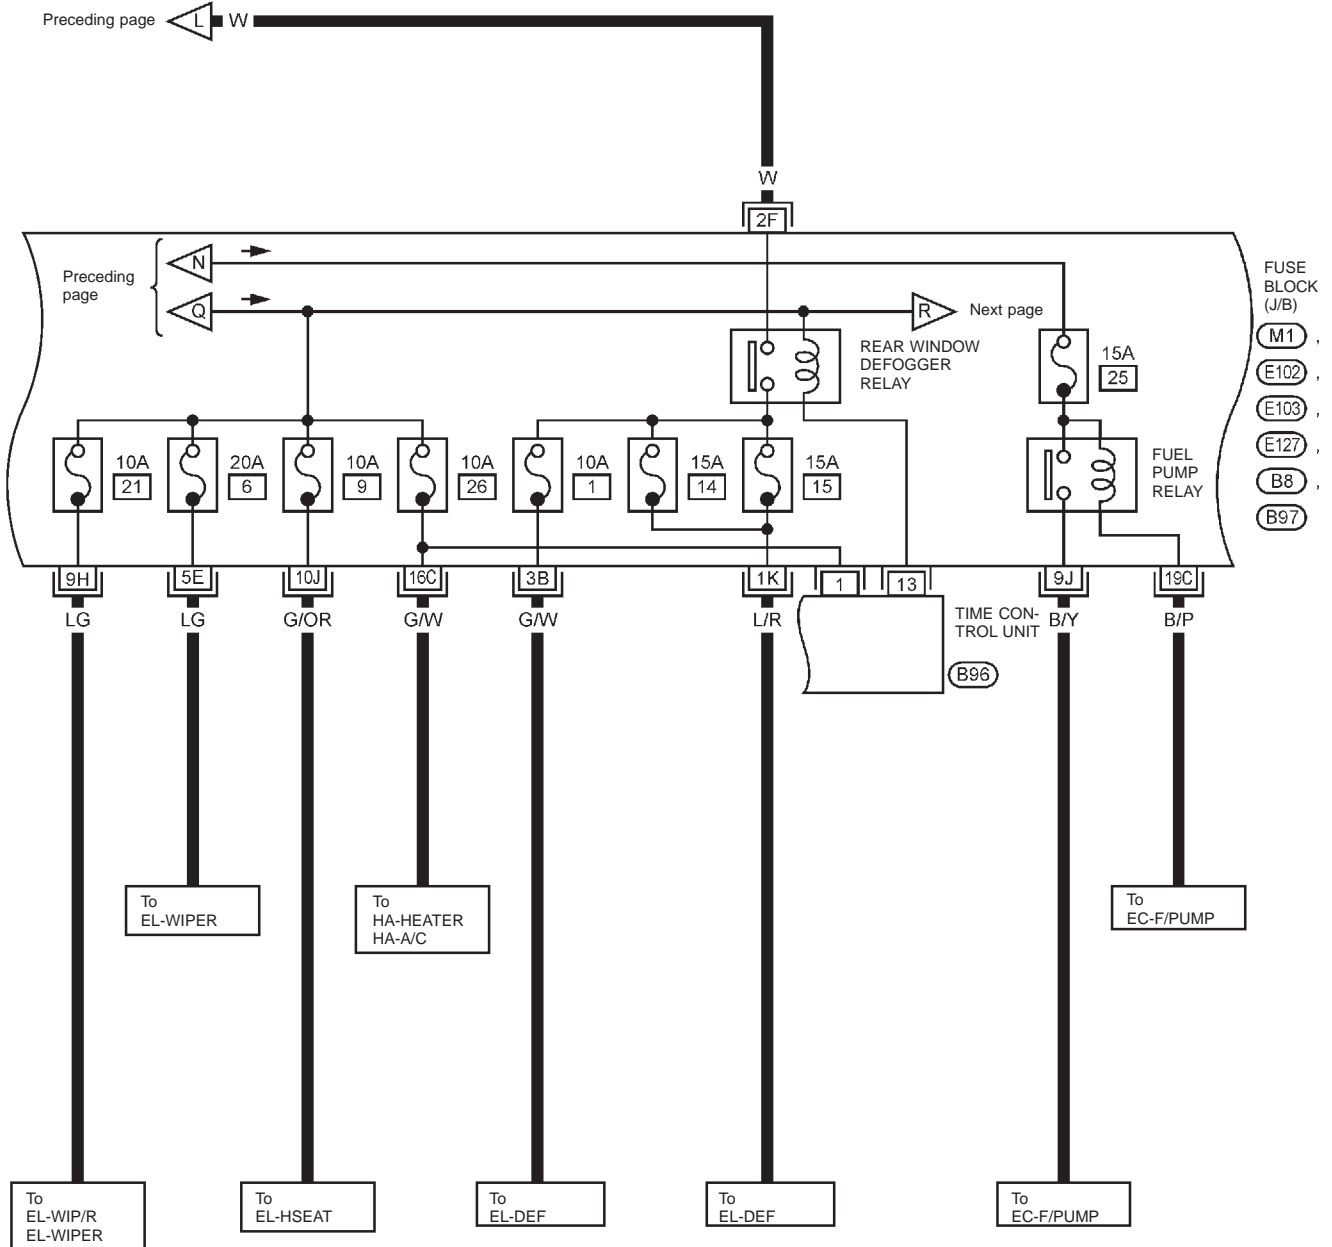 Preceding page L W
W
2F
Preceding
page
N
Q
R Next page
FUSE
BLOCK
(J/B)
M1 ,
E102 ,
E103 ,
E127 ,
B8 ,
B97
REAR WINDOW
DEFOGGER
RELAY
15A
25
10A
21
20A
6
10A
9
10A
26
10A
1
15A
14
15A
15
FUEL
PUMP
RELAY
9H 5E 10J 16C 3B 1K 1 13 9J 19C
LG LG G/OR G/W G/W L/R B/Y B/P
TIME CON-
TROL UNIT
B96
To
EL-WIPER
To
HA-HEATER
HA-A/C
To
EC-F/PUMP
To
EL-WIP/R
EL-WIPER
To
EL-HSEAT
To
EL-DEF
To
EL-DEF
To
EC-F/PUMP